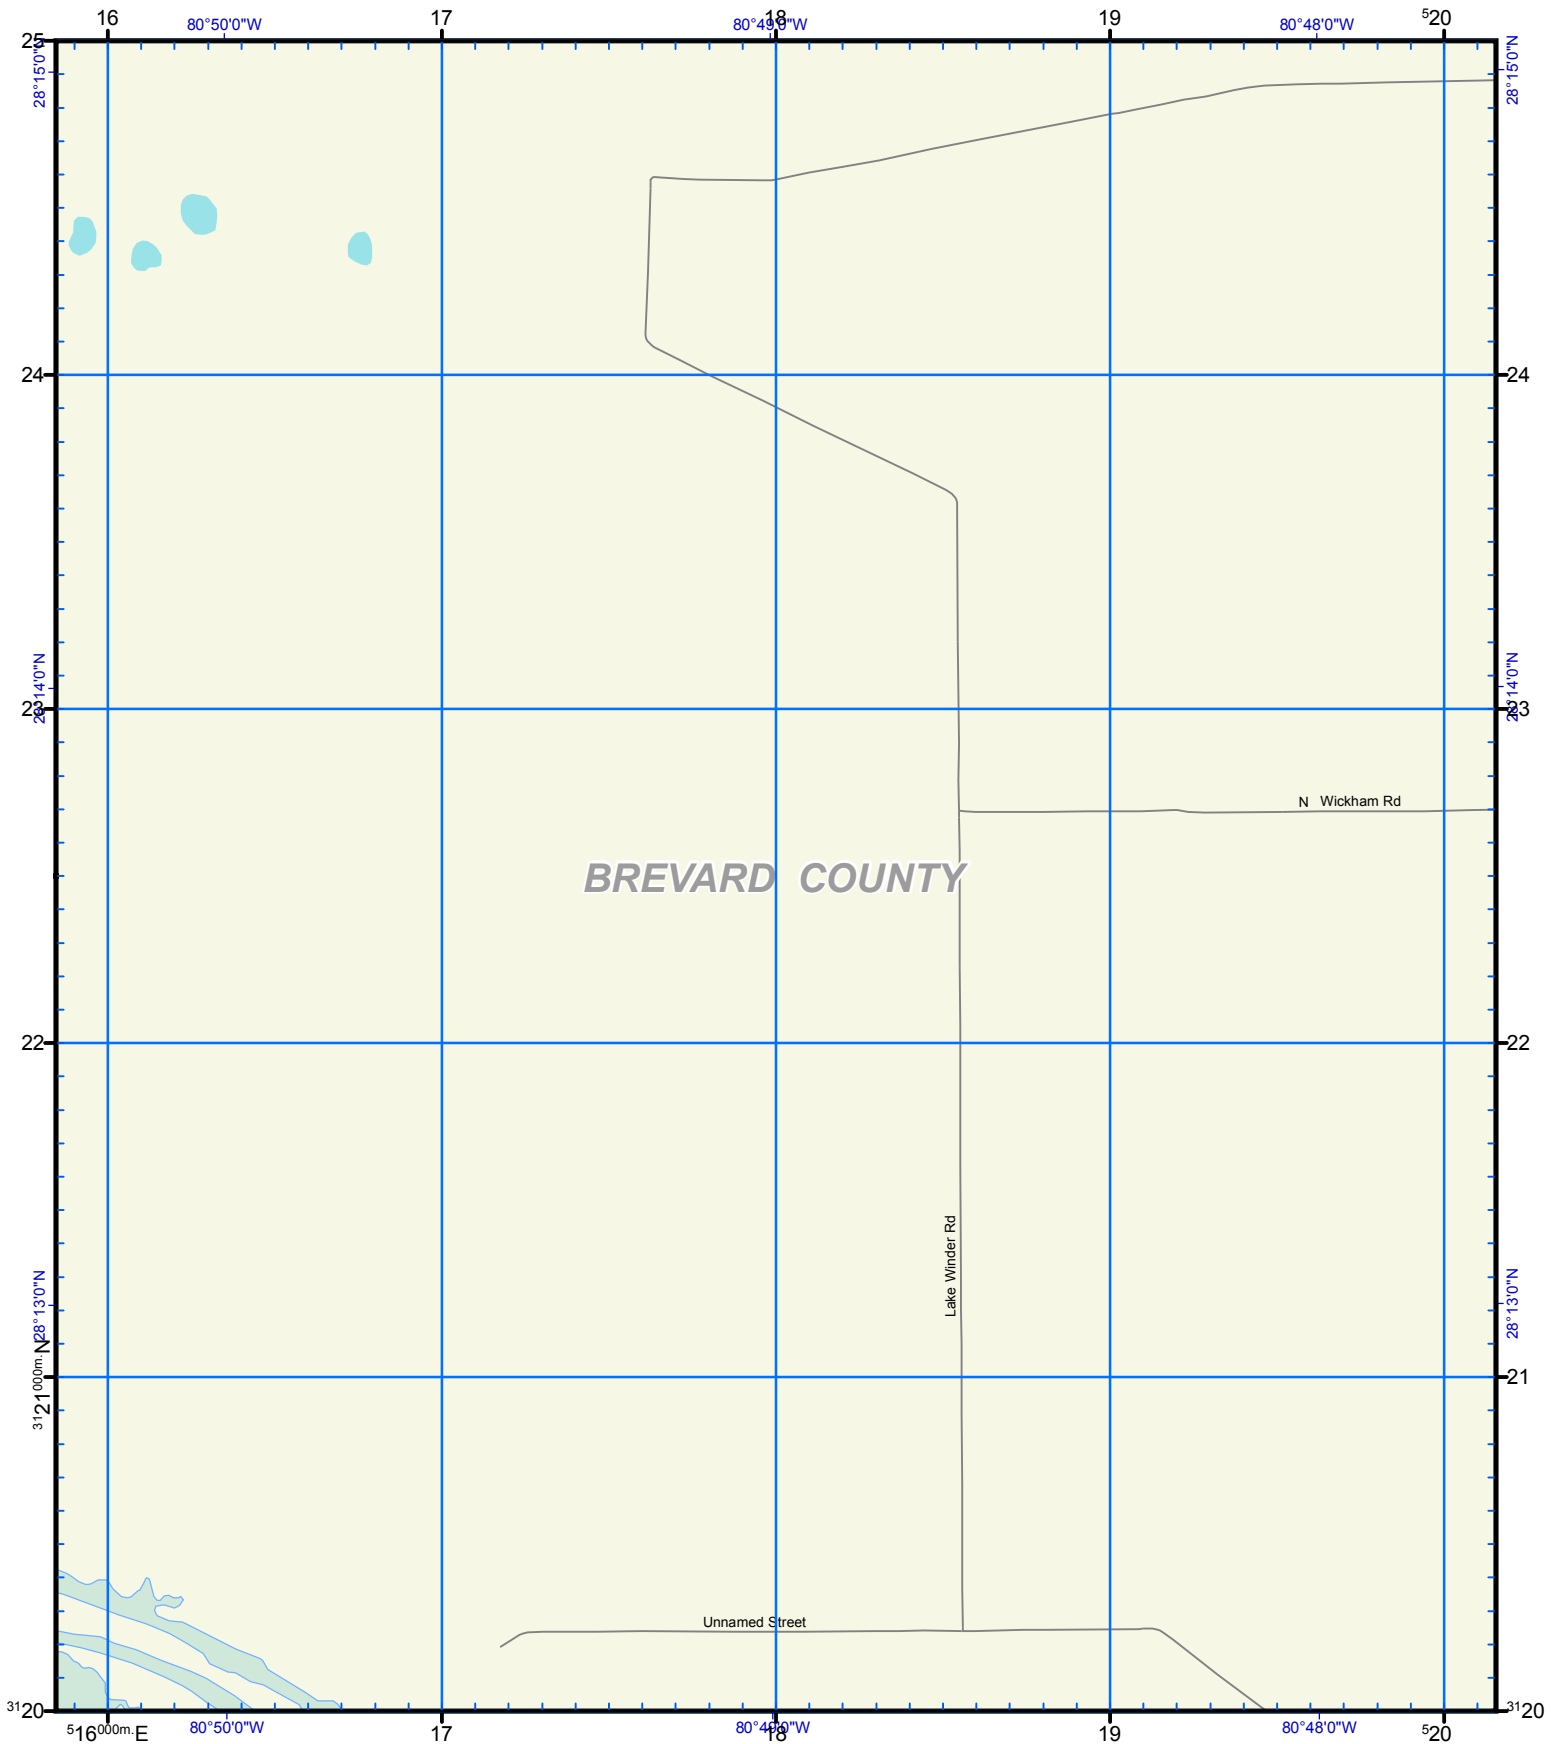 16 17 18 19 ⁵20
80°50'0"W 80°49'0"W 80°48'0"W
25
28°15'0"N 28°15'0"N
24 24
28°14'0"N 28°14'0"N
23 23
N Wickham Rd
BREVARD COUNTY
22 22
Lake Winder Rd
28°13'0"N 28°13'0"N
³¹21⁰⁰⁰ᵐ·N 21
Unnamed Street
³¹20 ³¹20
80°50'0"W 80°49'0"W 80°48'0"W
⁵16⁰⁰⁰ᵐ·E 17 18 19 ⁵20